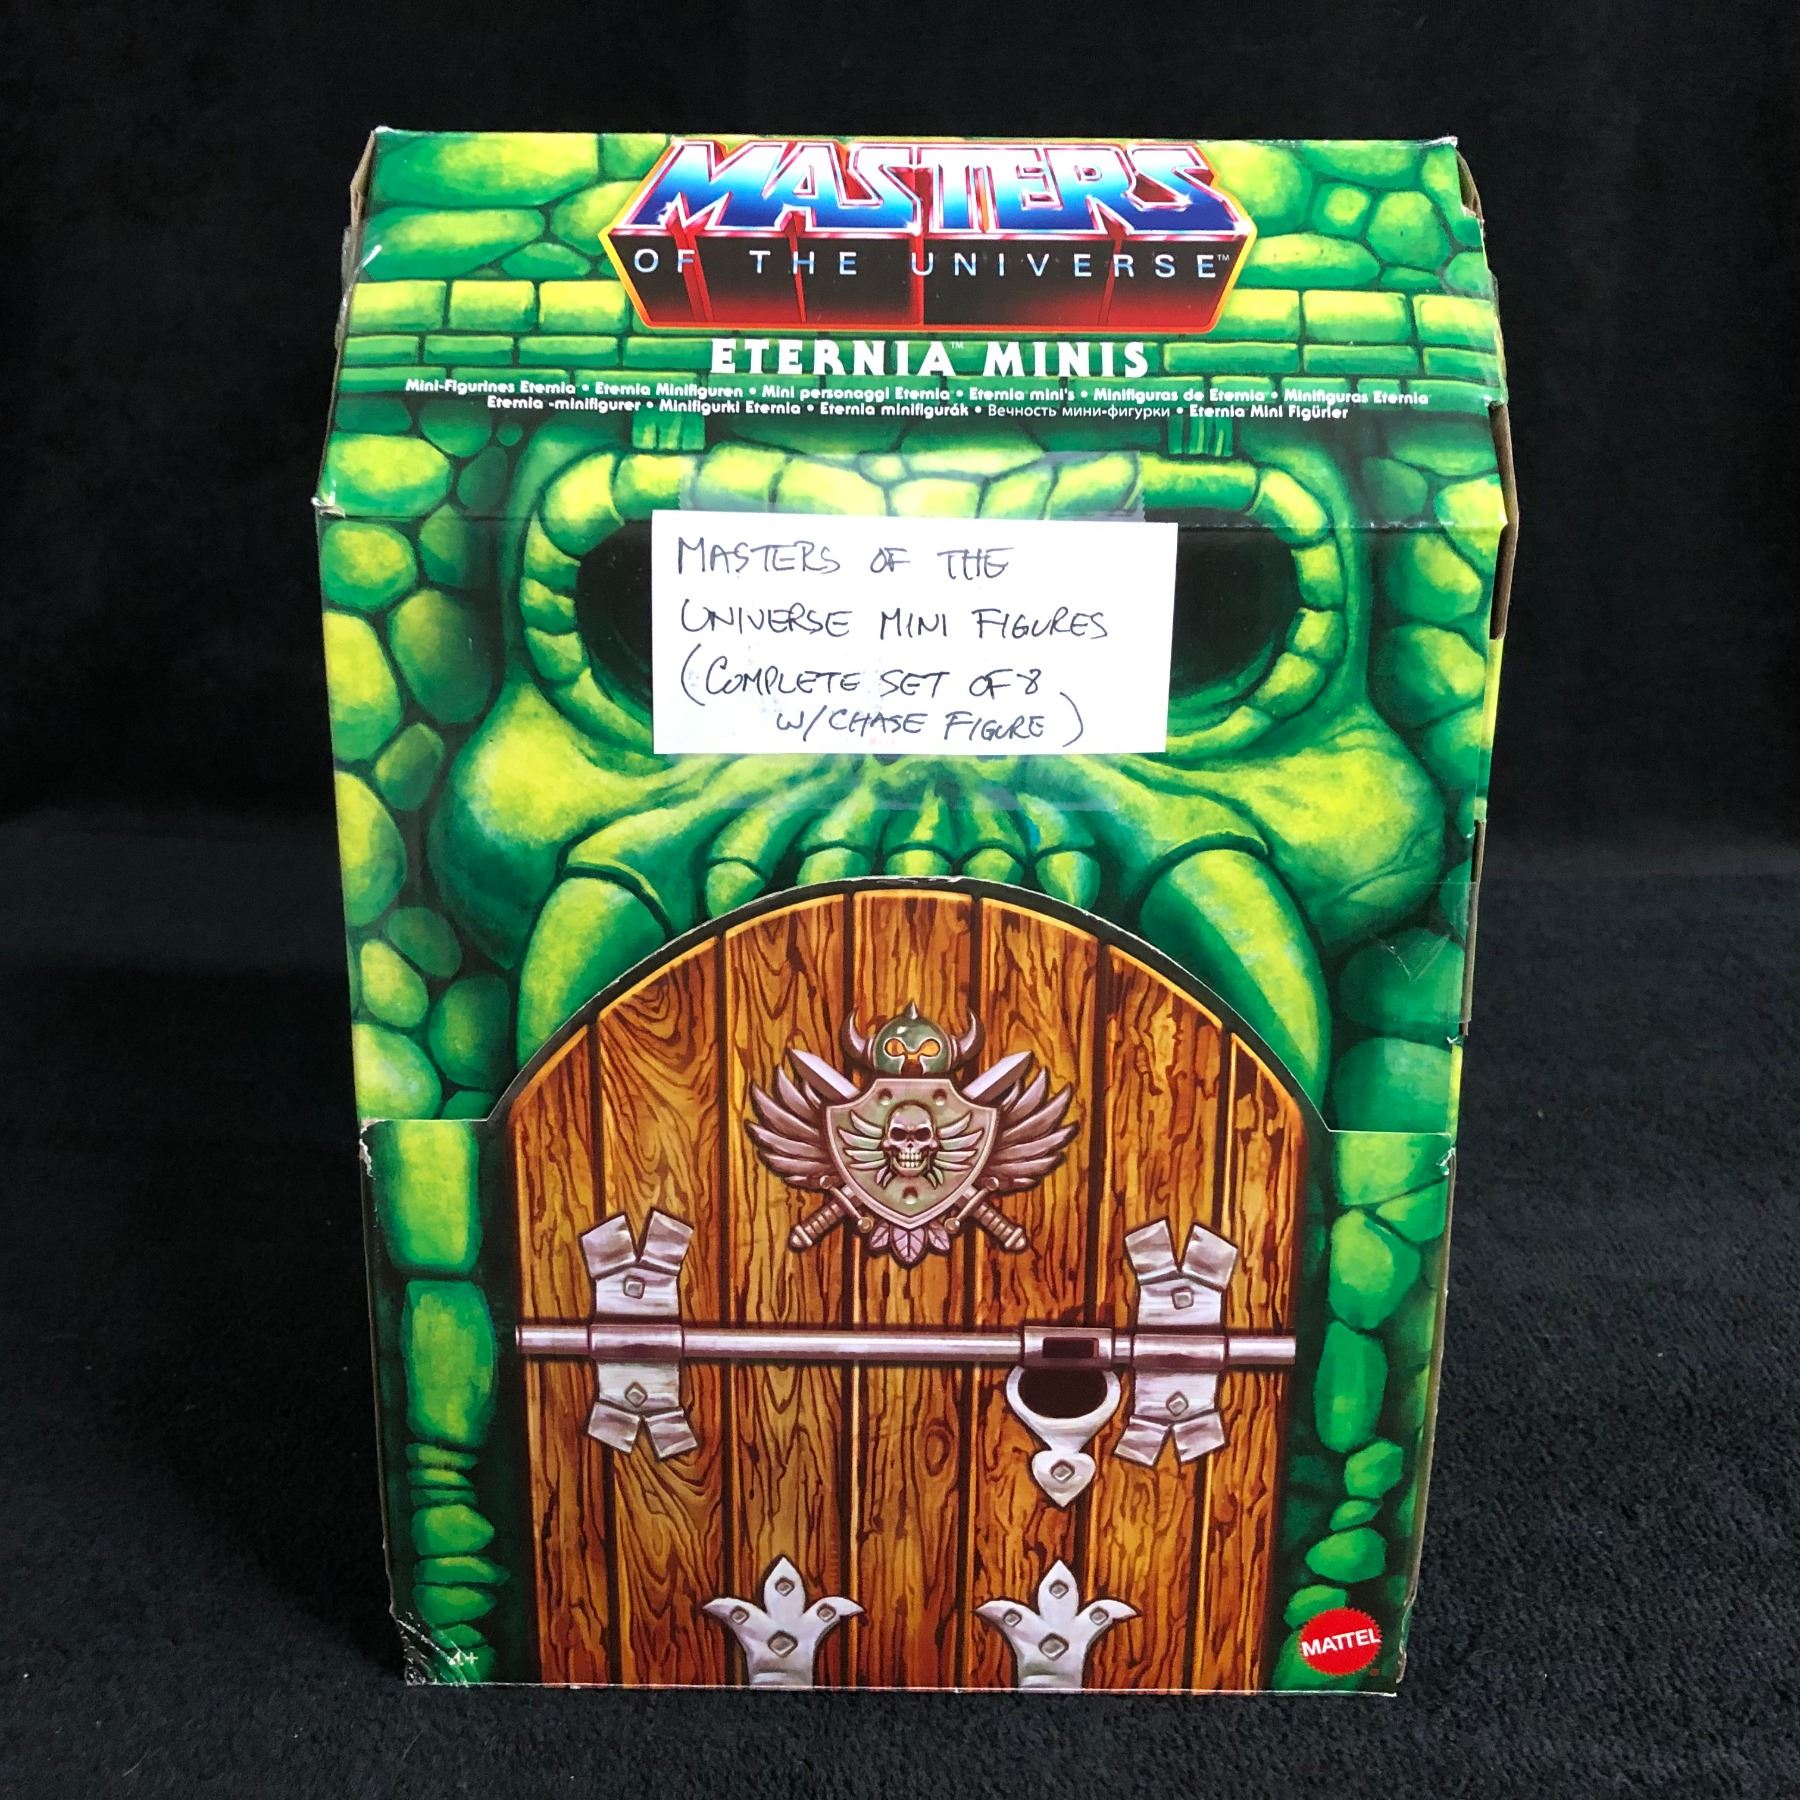 MASTERS
OF THE UNIVERSE™
ETERNIA™ MINIS
Mini-Figurines Eternia • Eternia Minifiguren • Mini personaggi Eternia • Eternia mini's • Minifiguras de Eternia • Minifiguras Eternia
Eternia -minifigurer • Minifigurki Eternia • Eternia minifigurák • Вечность мини-фигурки • Eternia Mini Figürler
MASTERS OF THE
UNIVERSE MINI FIGURES
(COMPLETE SET OF 8
W/CHASE FIGURE)
4+
MATTEL